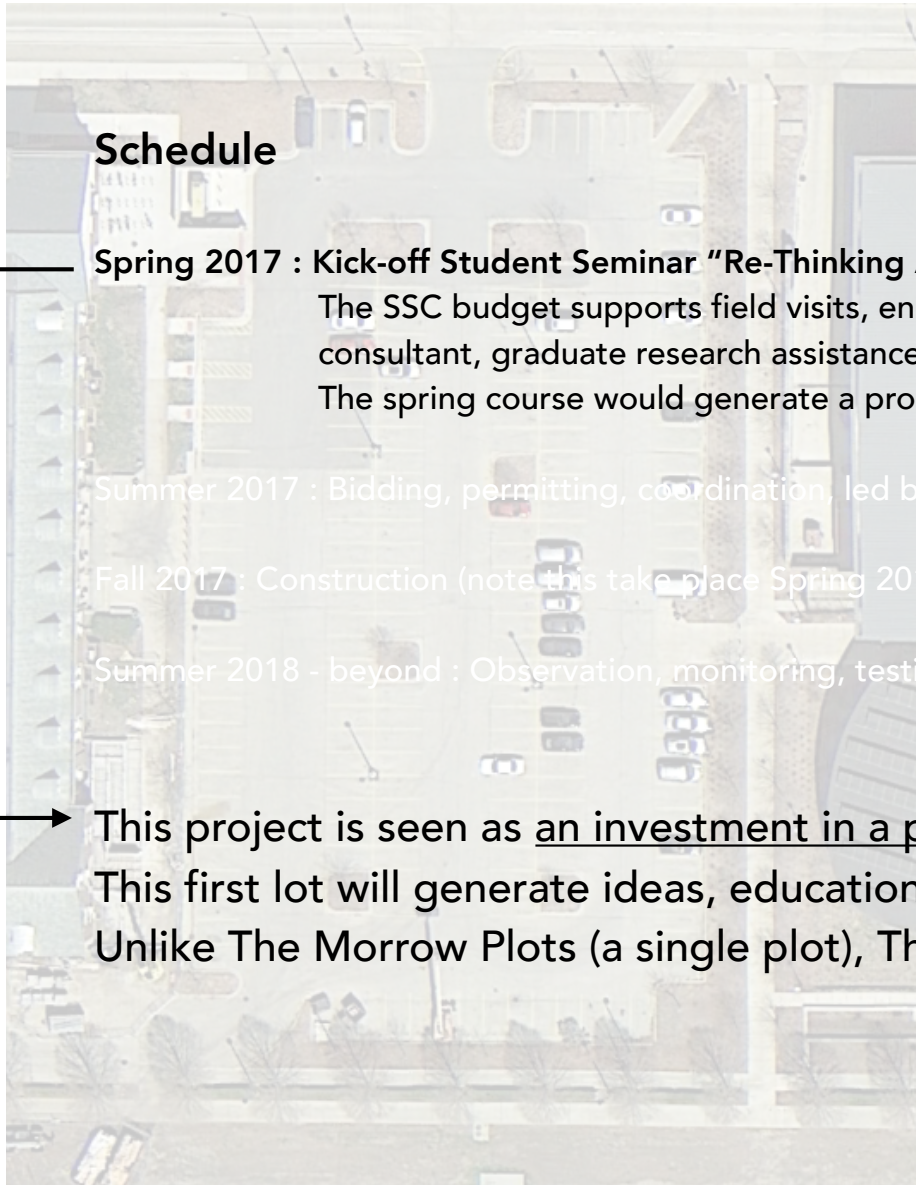 Schedule
Spring 2017 : Kick-off Student Seminar "Re-Thinking
The SSC budget supports field visits, en
consultant, graduate research assistance
The spring course would generate a pro
Summer 2017 : Bidding, permitting, coordination, led b
Fall 2017 : Construction (note this take place Spring 20
Summer 2018 - beyond : Observation, monitoring, testi
This project is seen as an investment in a p
This first lot will generate ideas, education
Unlike The Morrow Plots (a single plot), Th